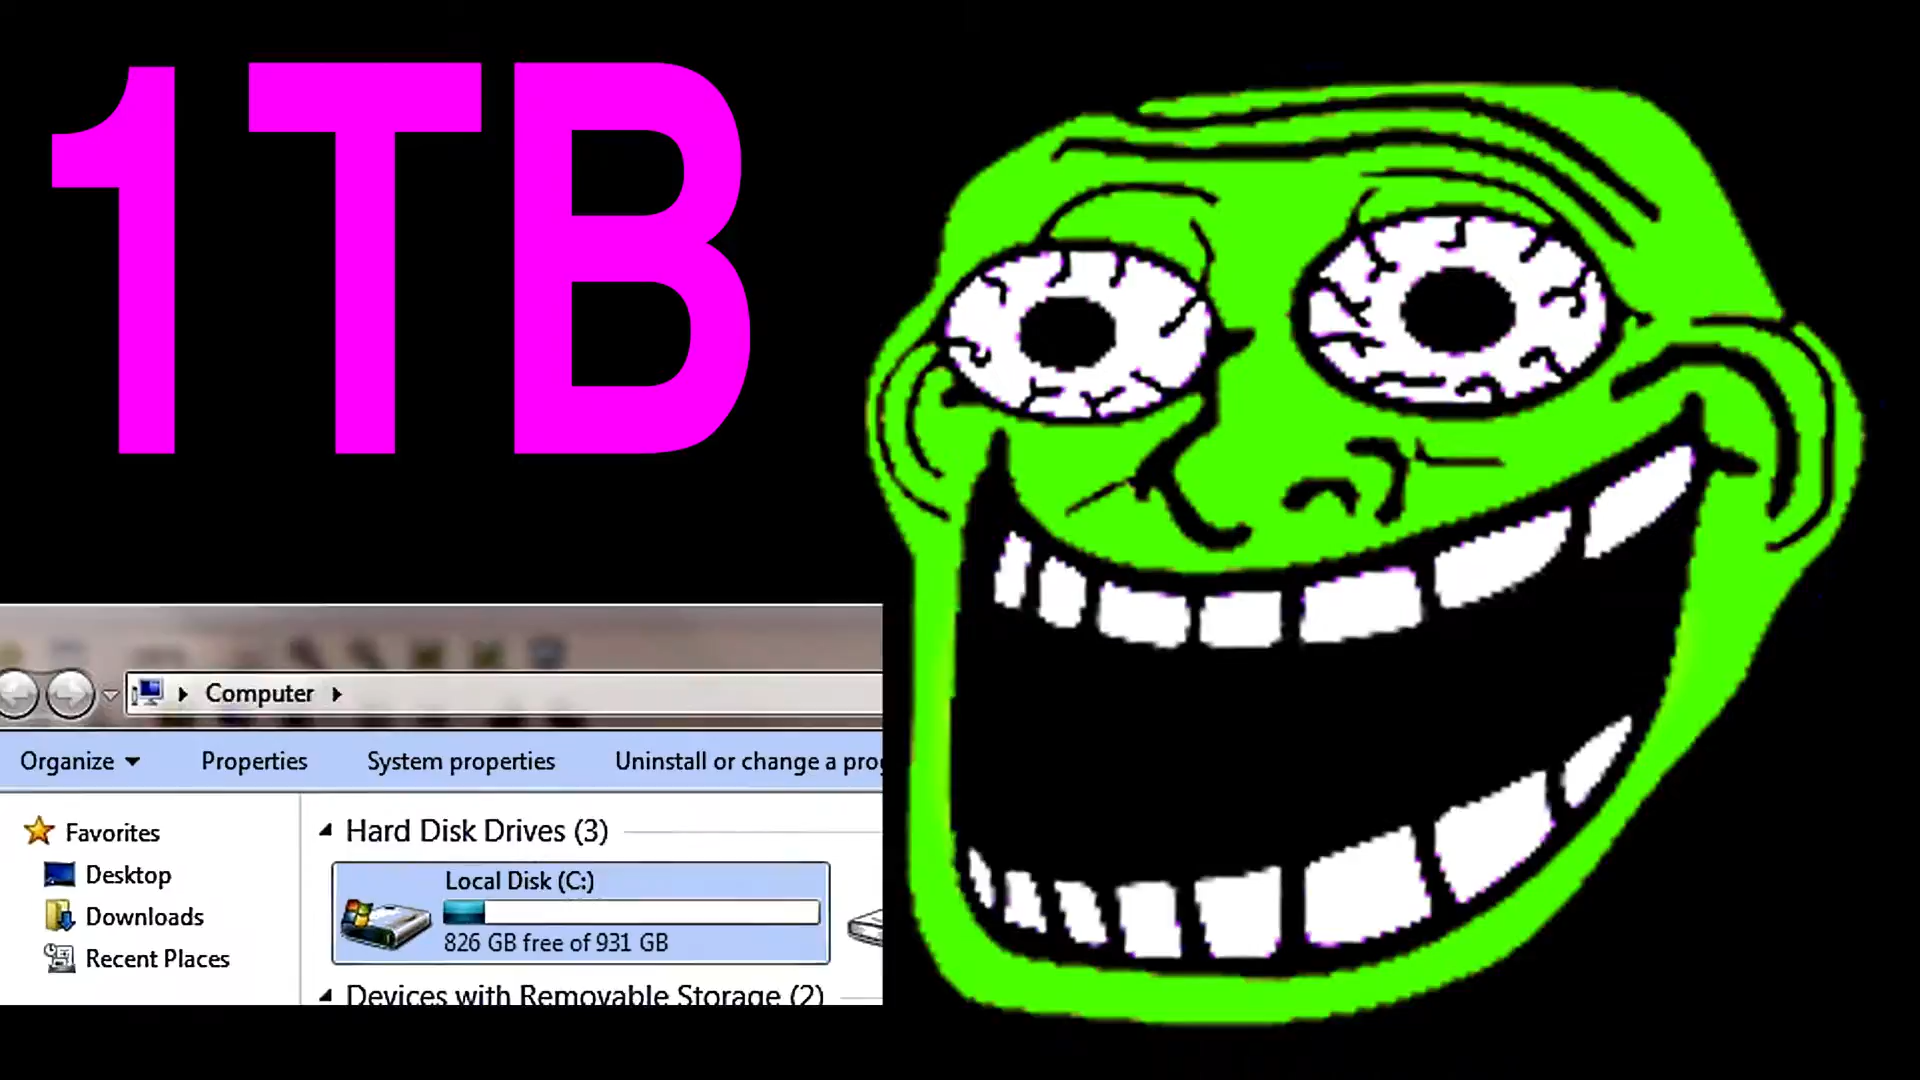 1TB
Computer
Organize
Properties
System properties
Uninstall or change a prog
Favorites
Desktop
Downloads
Recent Places
Hard Disk Drives (3)
Local Disk (C:)
826 GB free of 931 GB
Devices with Removable Storage (2)